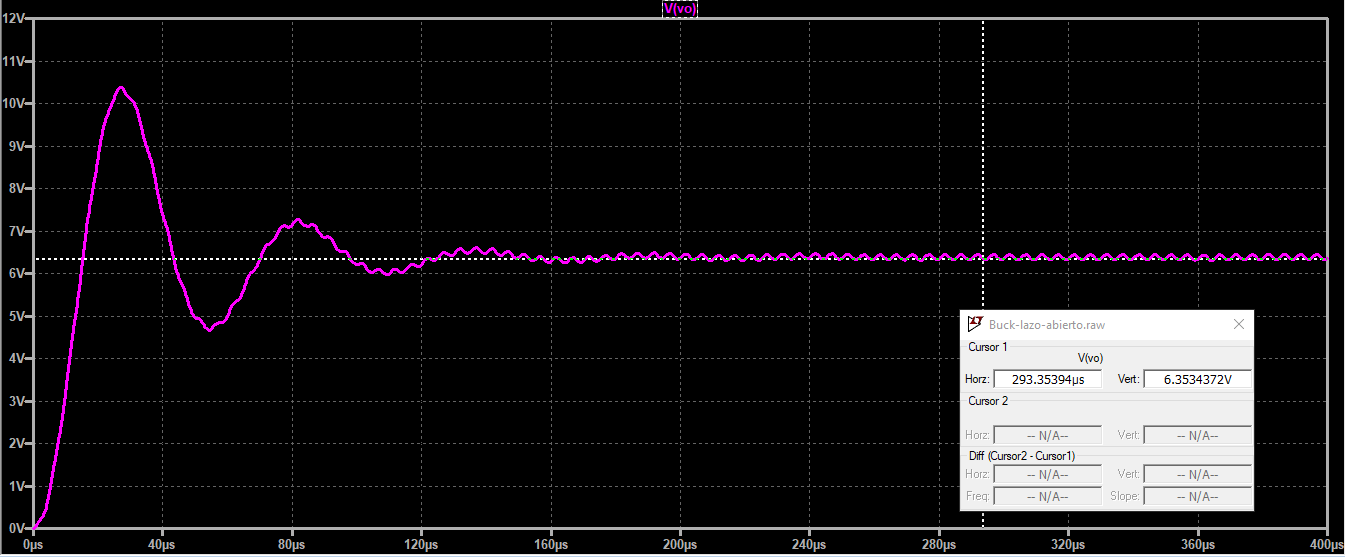 V(vo)
12V
11V
10V
9V
8V
7V
6V
5V
4V
3V
2V
1V
0V
0µs 40µs 80µs 120µs 160µs 200µs 240µs 280µs 320µs 360µs 400µs
Buck-lazo-abierto.raw
Cursor 1
V(vo)
Horz: 293.35394µs Vert: 6.3534372V
Cursor 2
Horz: -- N/A-- Vert: -- N/A--
Diff (Cursor2 - Cursor1)
Horz: -- N/A-- Vert: -- N/A--
Freq: -- N/A-- Slope: -- N/A--